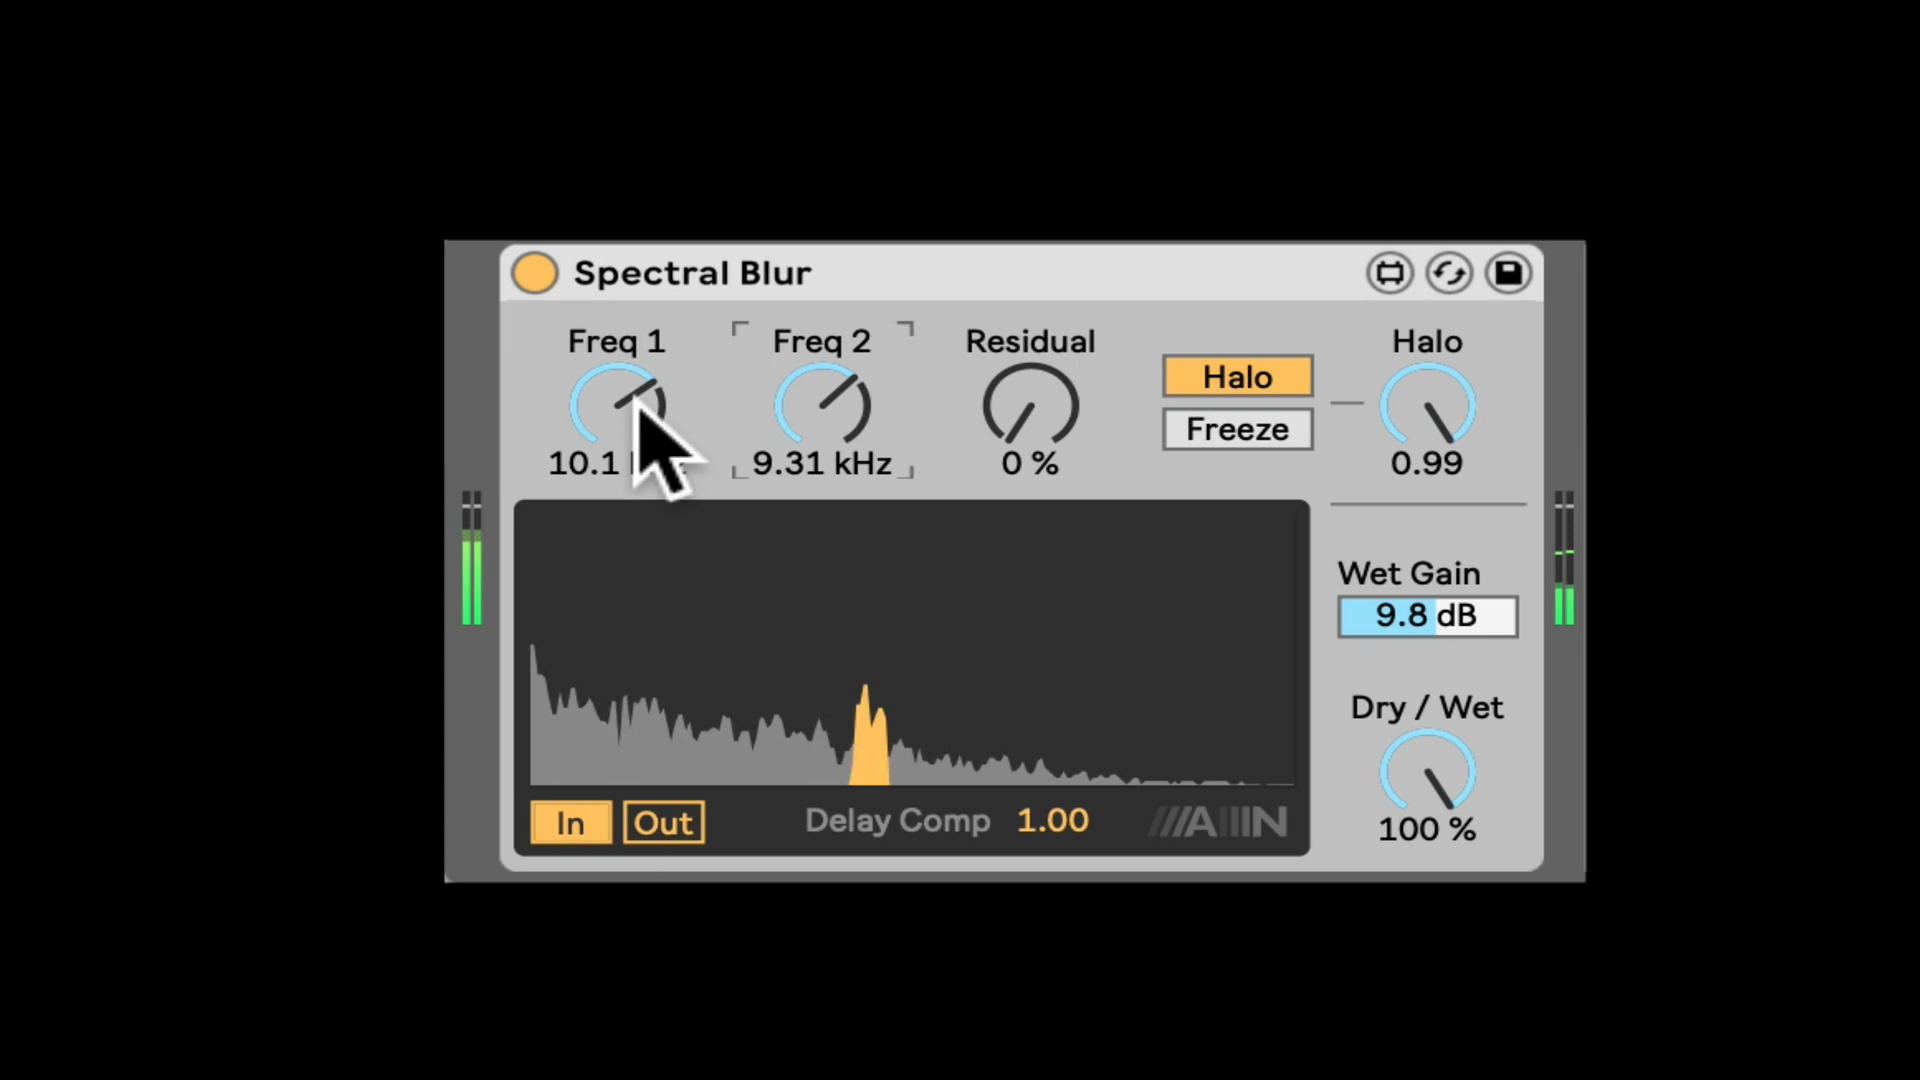 Spectral Blur
Freq 1
Freq 2
Residual
Halo
Freeze
Halo
10.1
9.31 kHz
0 %
0.99
Wet Gain
9.8 dB
Dry / Wet
100 %
In
Out
Delay Comp 1.00